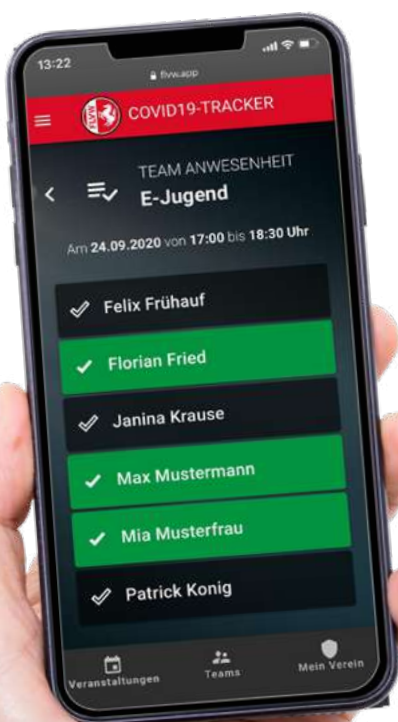 13:22
flvw.app
FLVW
COVID19-TRACKER
TEAM ANWESENHEIT
E-Jugend
Am 24.09.2020 von 17:00 bis 18:30 Uhr
Felix Frühauf
Florian Fried
Janina Krause
Max Mustermann
Mia Musterfrau
Patrick Konig
Veranstaltungen
Teams
Mein Verein